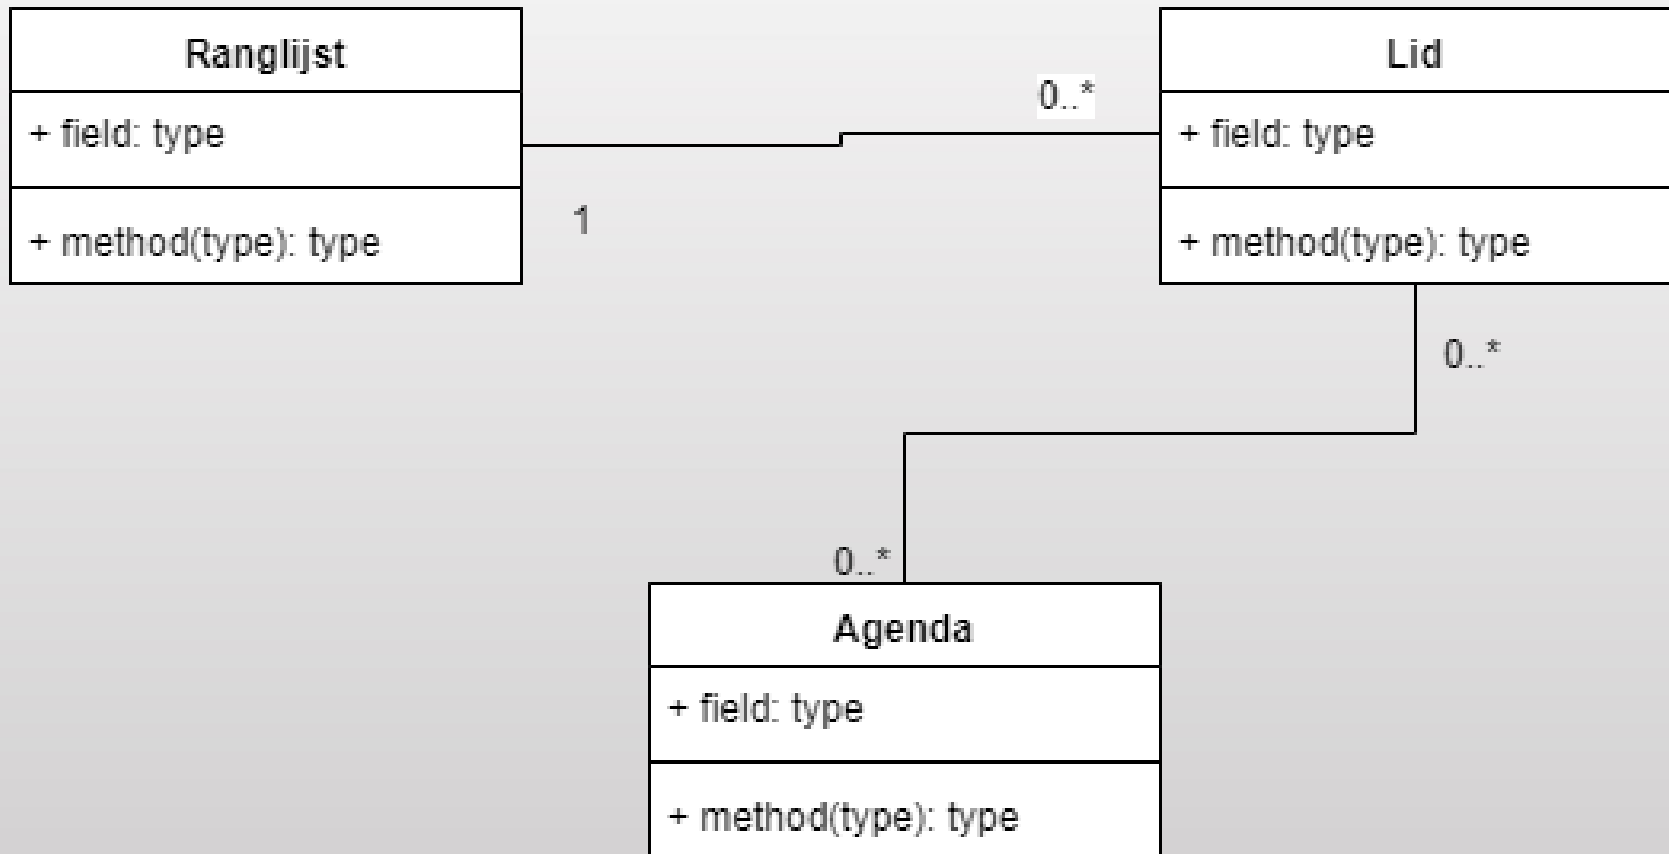 Ranglijst
+ field: type
+ method(type): type
1
0..*
Lid
+ field: type
+ method(type): type
0..*
0..*
Agenda
+ field: type
+ method(type): type